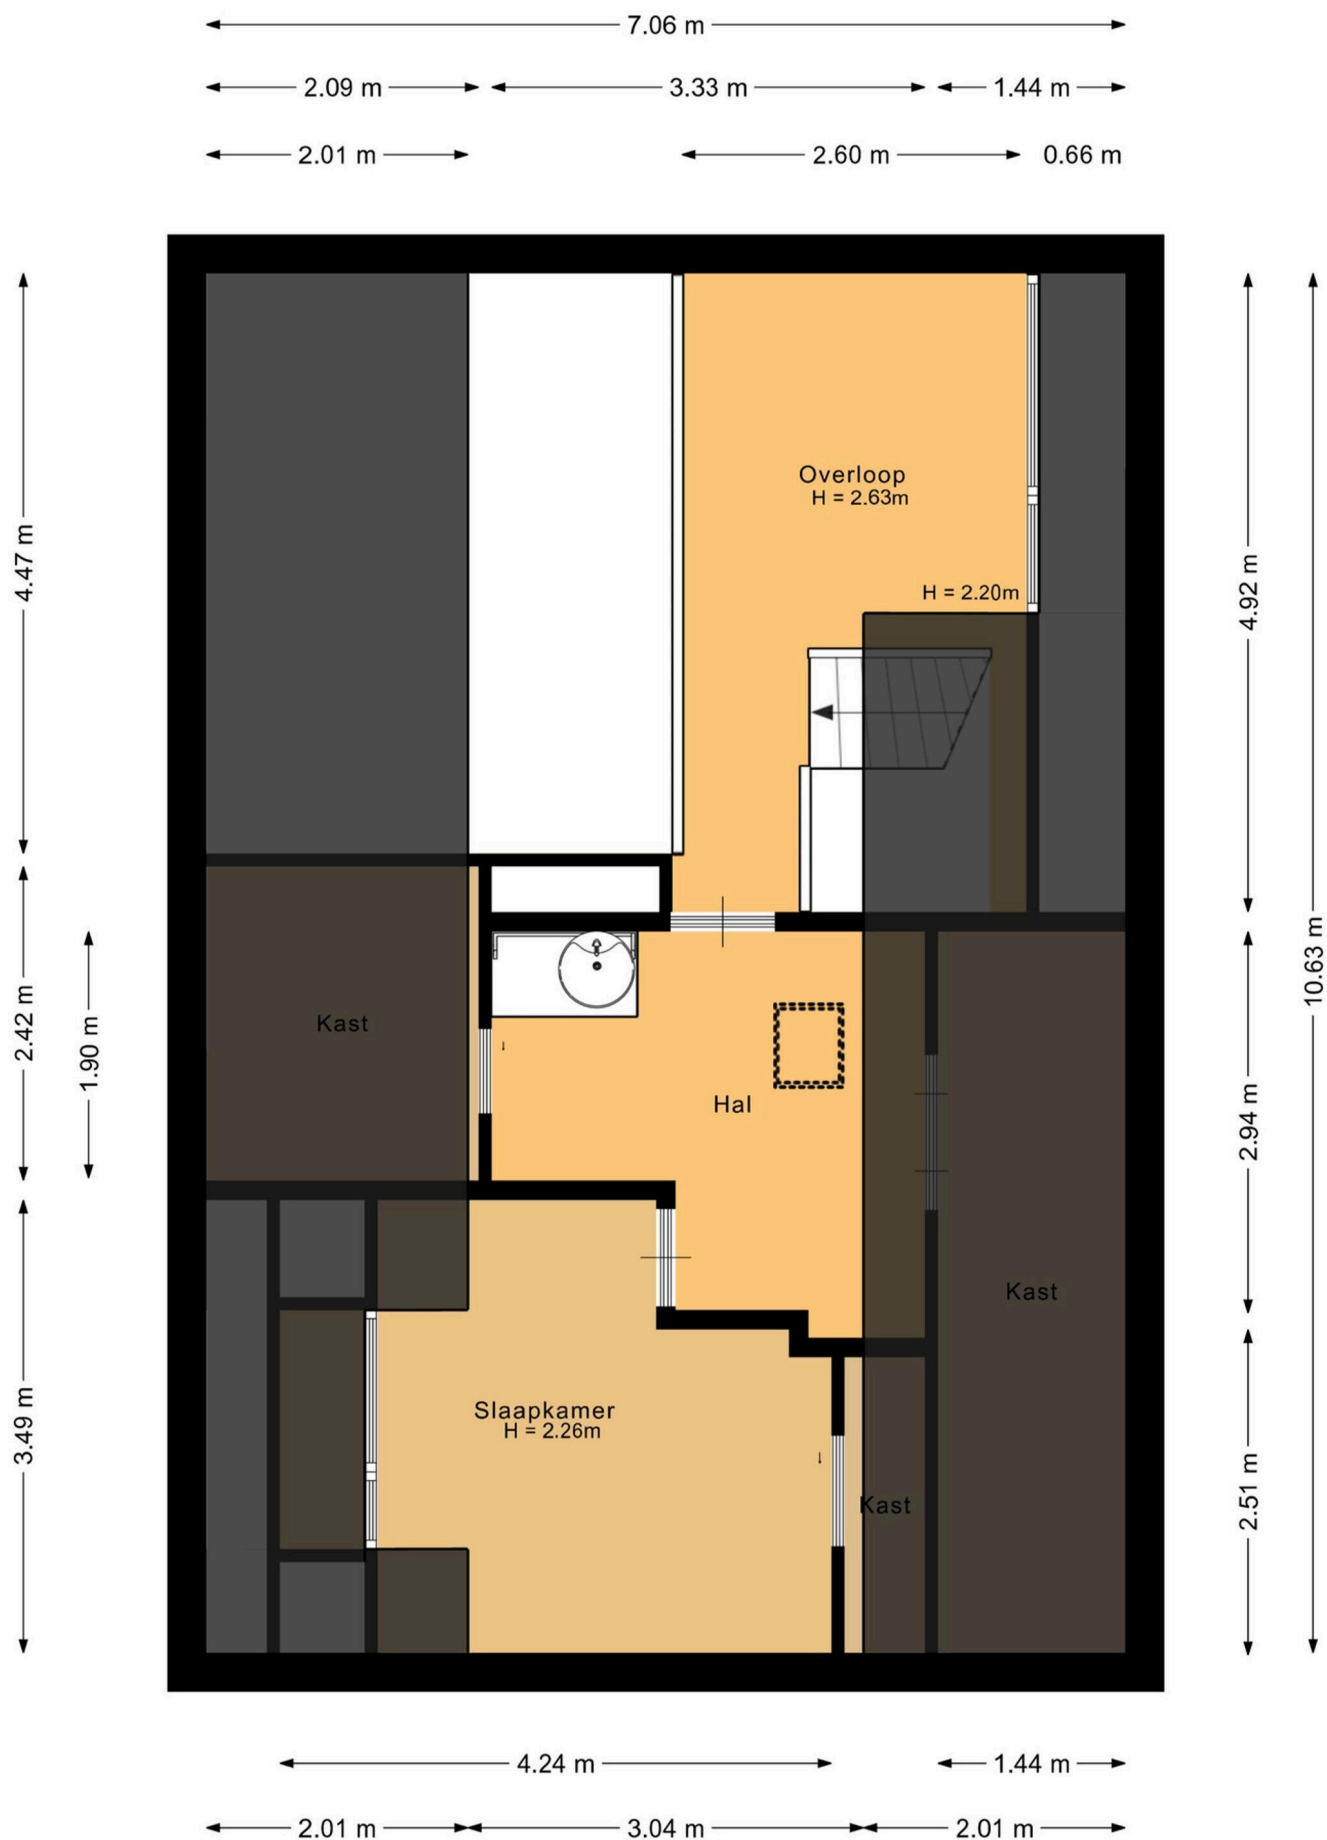 7.06 m
2.09 m
3.33 m
1.44 m
2.01 m
2.60 m
0.66 m
Overloop
H = 2.63m
H = 2.20m
4.47 m
4.92 m
10.63 m
Kast
2.42 m
1.90 m
Hal
2.94 m
Kast
Slaapkamer
H = 2.26m
3.49 m
Kast
2.51 m
4.24 m
1.44 m
2.01 m
3.04 m
2.01 m